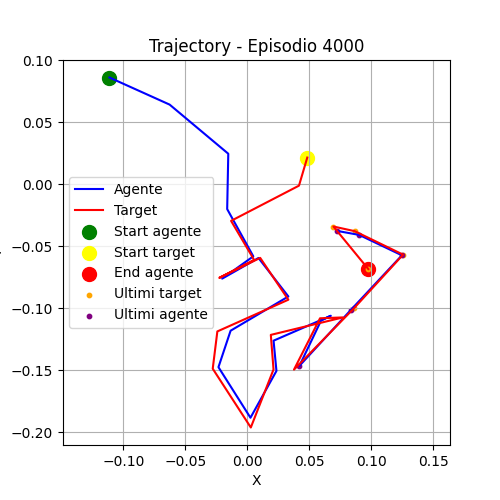 Trajectory - Episodio 4000
0.10
0.05
0.00
−0.05
−0.10
−0.15
−0.20
Agente
Target
Start agente
Start target
End agente
Ultimi target
Ultimi agente
−0.10 −0.05 0.00 0.05 0.10 0.15
X